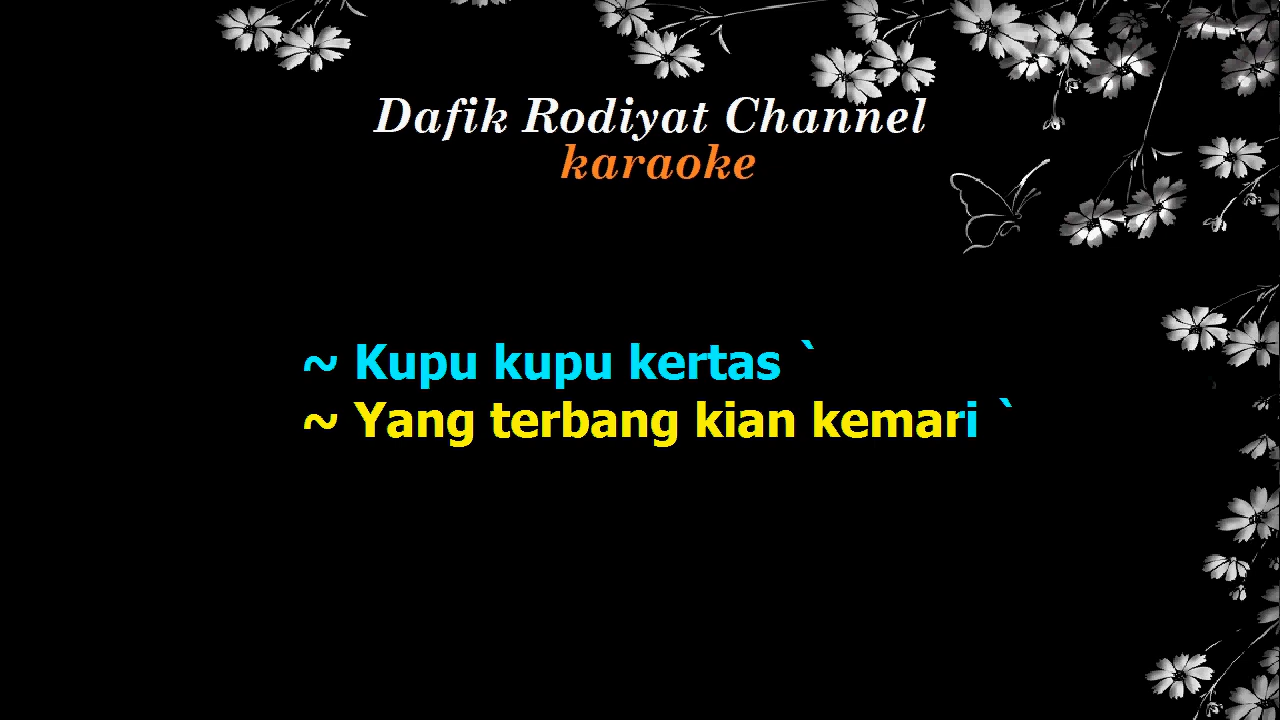 Dafik Rodiyat Channel
karaoke
~ Kupu kupu kertas `
~ Yang terbang kian kemari `